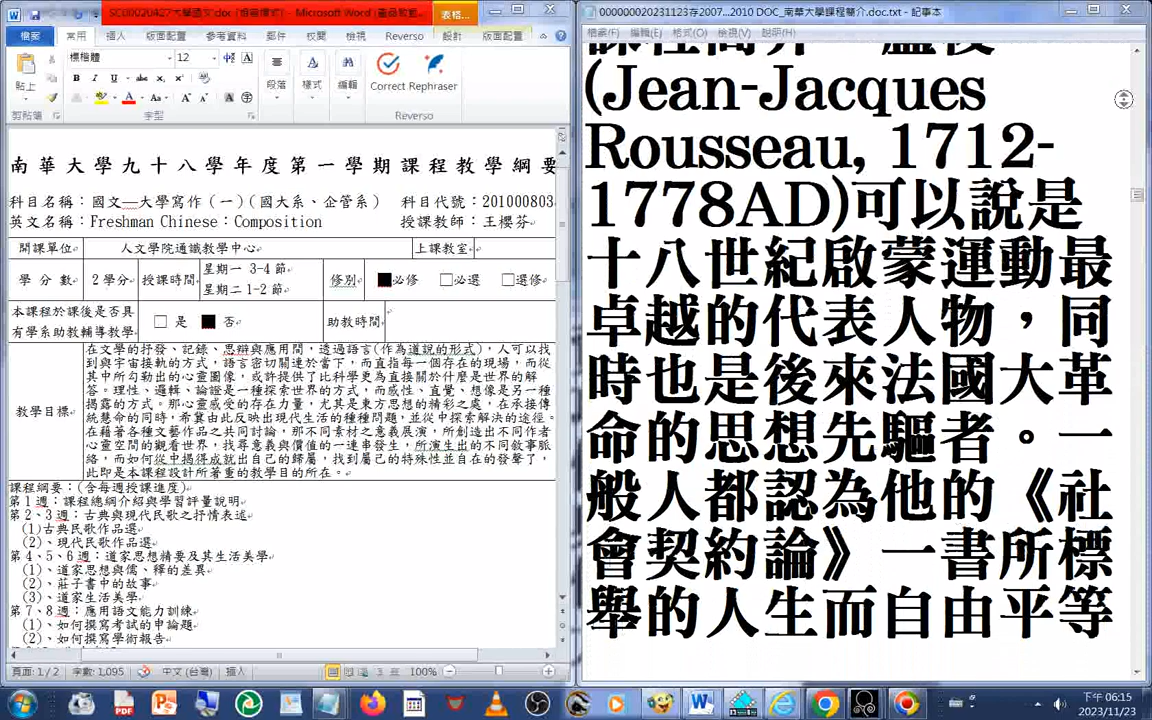 SC00020427大學國文.doc (相容模式) - Microsoft Word (產品啟動...
表格...
檔案 常用 插入 版面配置 參考資料 郵件 校閱 檢視 Reverso 設計 版面配置
標楷體 12
貼上 段落 樣式 編輯 Correct Rephraser
剪貼簿 字型 Reverso
南華大學九十八學年度第一學期課程教學綱要
科目名稱：國文—大學寫作(一)(國大系、企管系) 科目代號：201000803
英文名稱：Freshman Chinese：Composition 授課教師：王櫻芬
開課單位 人文學院通識教學中心 上課教室
學分數 2學分 授課時間 星期一 3-4節 修別 必修 必選 選修
星期二 1-2節
本課程於課後是否具 是 否 助教時間
有學系助教輔導教學
在文學的抒發、記錄、思辯與應用間，透過語言(作為道說的形式)，人可以找
到與宇宙接軌的方式，語言密切關連於當下，而直指每一個存在的現場，而從
其中所勾勒出的心靈圖像，或許提供了比科學更為直接關於什麼是世界的解
答。理性、邏輯、論證是一種探索世界的方式，而感性、直覺、想像是另一種
揭露的方式。那心靈感受的存在力量，尤其是東方思想的精彩之處，在承接傳
教學目標 統慧命的同時，希冀由此反映出現代生活的種種問題，並從中探索解決的途徑。
在藉著各種文藝作品之共同討論，那不同素材之意義展演，所創造出不同作者
心靈空間的觀看世界，找尋意義與價值的一連串發生，所演生出的不同敘事脈
絡，而如何從中揭得成就出自己的歸屬，找到屬己的特殊性並自在的發聲了，
此即是本課程設計所著重的教學目的所在。
課程綱要：(含每週授課進度)
第1週：課程總綱介紹與學習評量說明
第2、3週：古典與現代民歌之抒情表述
(1)古典民歌作品選
(2)、現代民歌作品選
第4、5、6週：道家思想精要及其生活美學
(1)、道家思想與儒、釋的差異
(2)、莊子書中的故事
(3)、道家生活美學
第7、8週：應用語文能力訓練
(1)、如何撰寫考試的申論題
(2)、如何撰寫學術報告
頁面：1/2 字數：1,095 中文(台灣) 插入 100%
000000020231123存2007...2010 DOC_南華大學課程簡介.doc.txt - 記事本
檔案(F) 編輯(E) 格式(O) 檢視(V) 說明(H)
(Jean-Jacques
Rousseau, 1712-
1778AD)可以說是
十八世紀啟蒙運動最
卓越的代表人物，同
時也是後來法國大革
命的思想先驅者。一
般人都認為他的《社
會契約論》一書所標
舉的人生而自由平等
下午 06:15
2023/11/23